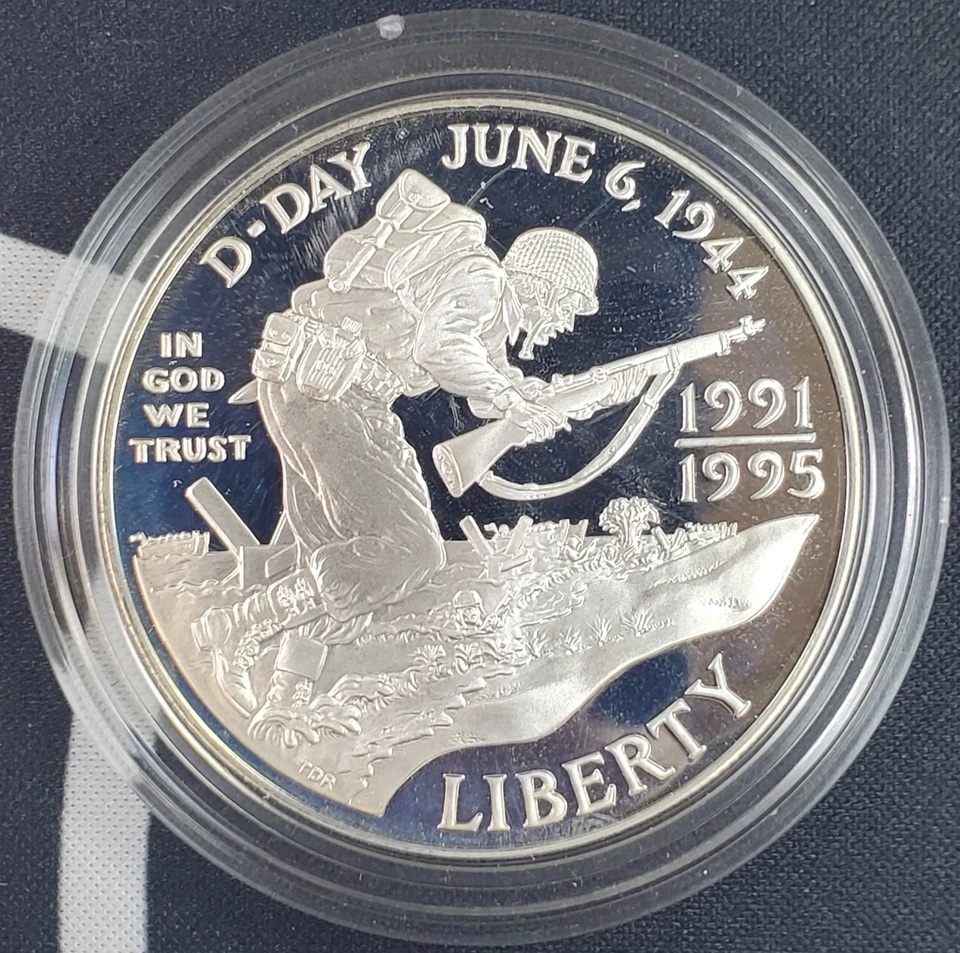 D-DAY JUNE 6, 1944
IN
GOD
WE
TRUST
1991
1995
TDR
LIBERTY